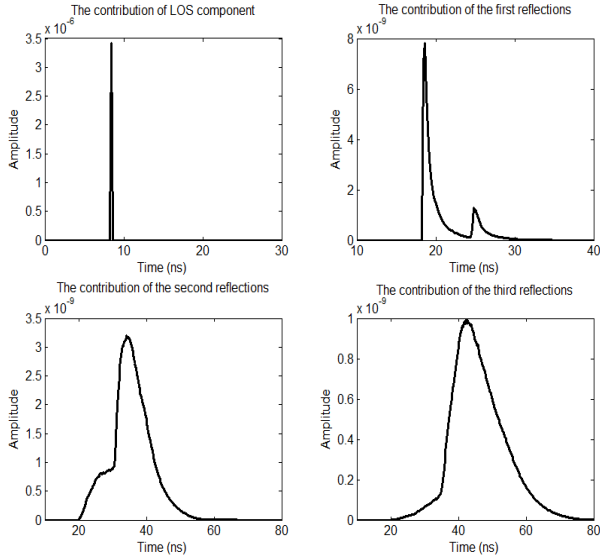 The contribution of LOS component
x 10^-6
3.5
3
2.5
2
1.5
1
0.5
0
Amplitude
0 10 20 30
Time (ns)
The contribution of the first reflections
x 10^-9
8
6
4
2
0
Amplitude
10 20 30 40
Time (ns)
The contribution of the second reflections
x 10^-9
3.5
3
2.5
2
1.5
1
0.5
0
Amplitude
20 40 60 80
Time (ns)
The contribution of the third reflections
x 10^-9
1
0.8
0.6
0.4
0.2
0
Amplitude
20 40 60 80
Time (ns)